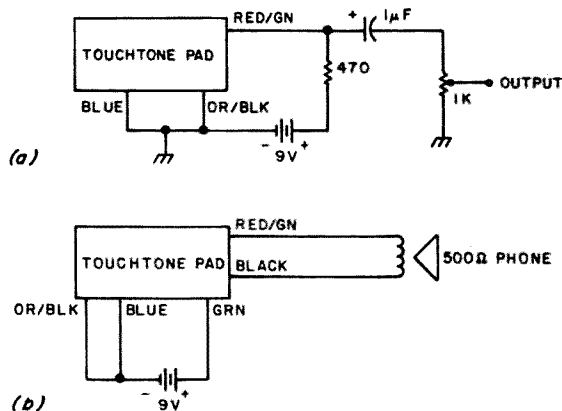 RED/GN
+
1µF
TOUCHTONE PAD
470
OUTPUT
1K
BLUE
OR/BLK
- 9V +
(a)
RED/GN
TOUCHTONE PAD
BLACK
500Ω PHONE
OR/BLK
BLUE
GRN
- 9V +
(b)